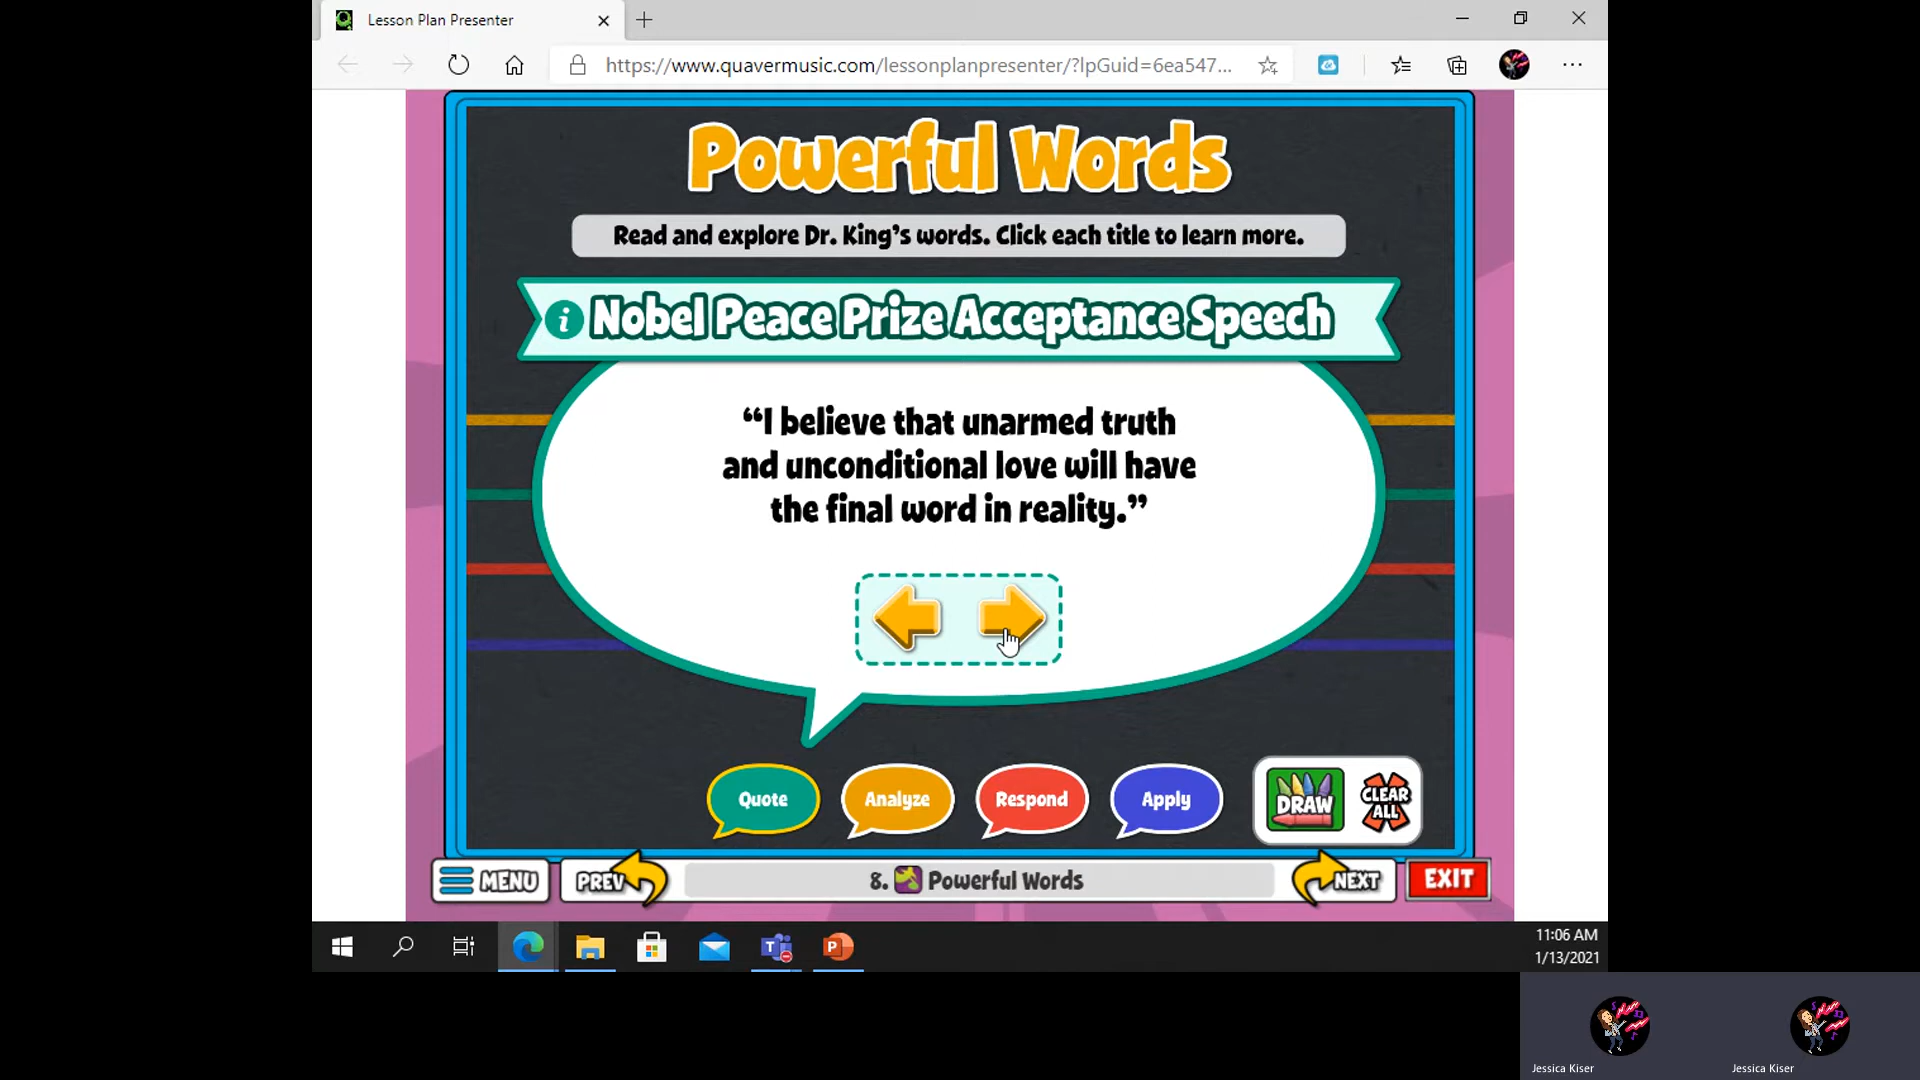 Lesson Plan Presenter
https://www.quavermusic.com/lessonplanpresenter/?lpGuid=6ea547...
Powerful Words
Read and explore Dr. King's words. Click each title to learn more.
i Nobel Peace Prize Acceptance Speech
“I believe that unarmed truth
and unconditional love will have
the final word in reality.”
Quote
Analyze
Respond
Apply
DRAW
CLEAR
ALL
MENU
PREV
8. Powerful Words
NEXT
EXIT
11:06 AM
1/13/2021
Jessica Kiser
Jessica Kiser